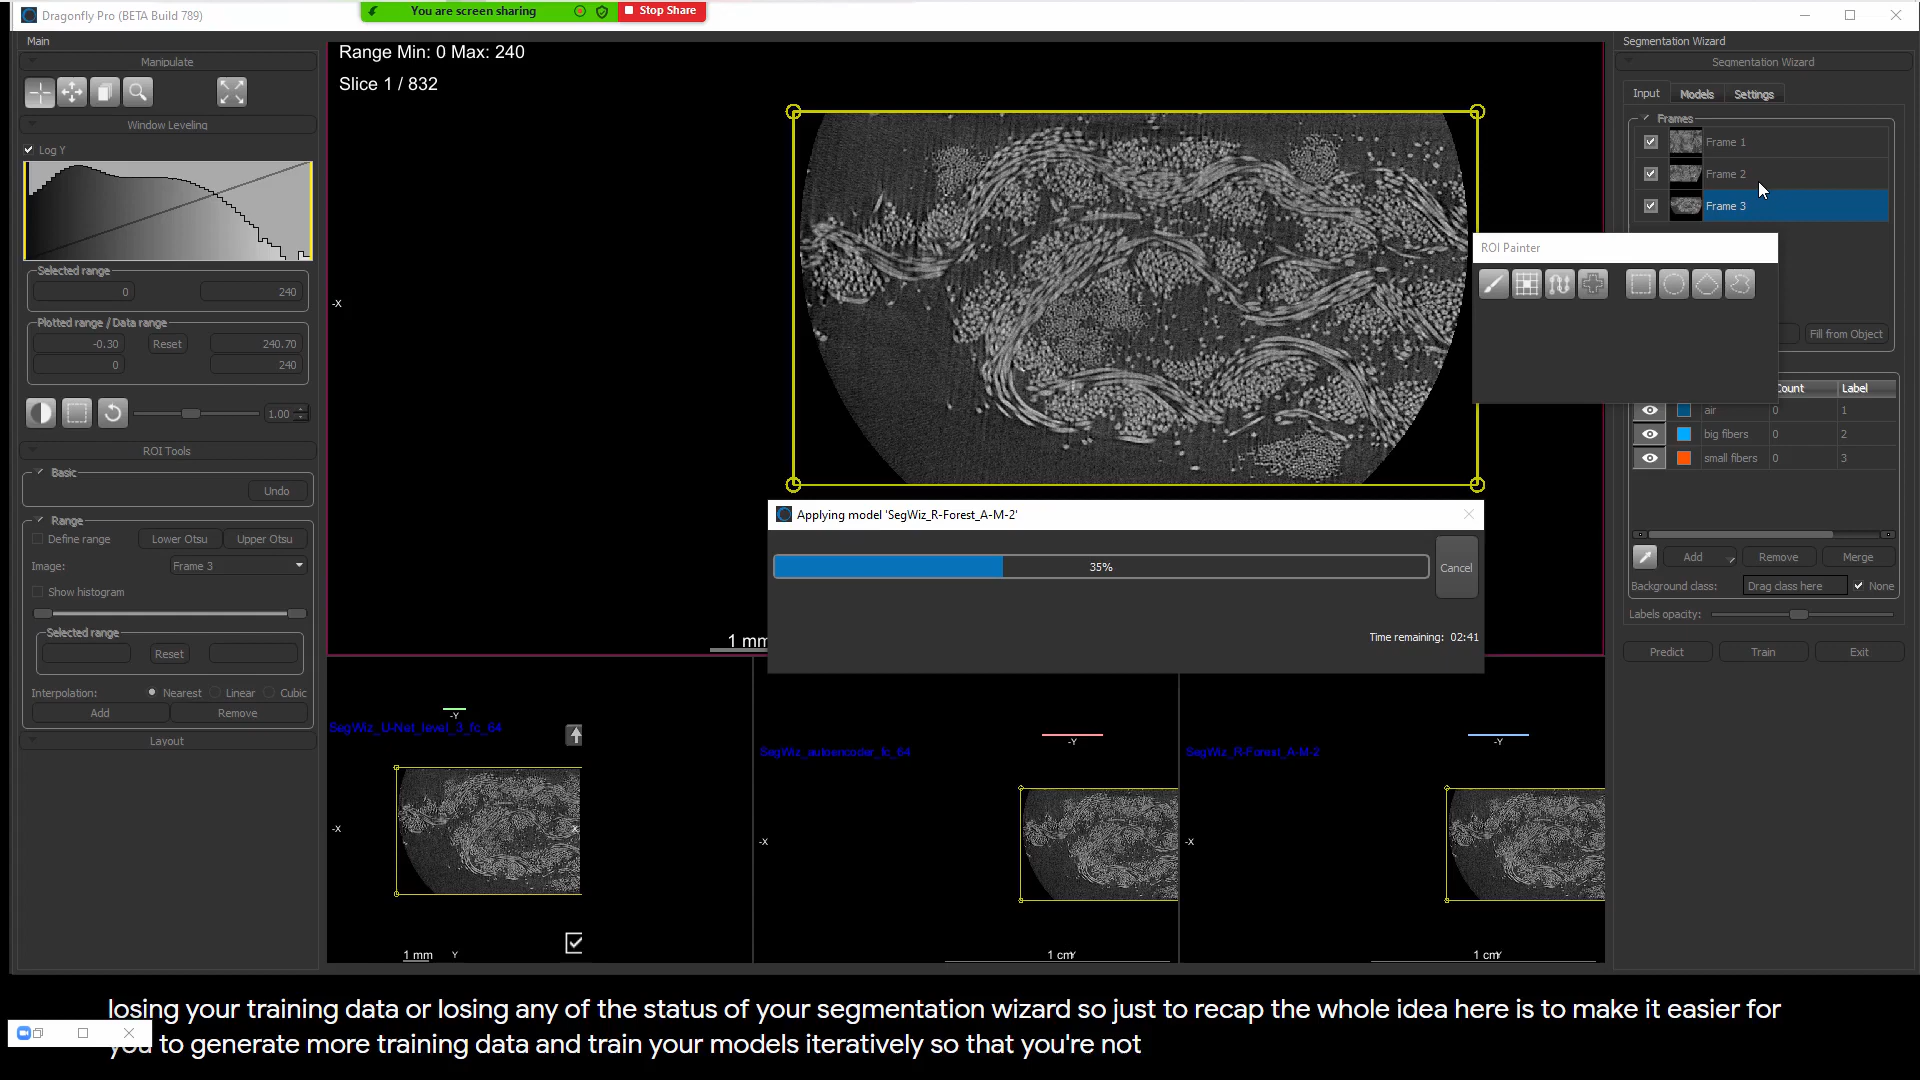 Dragonfly Pro (BETA Build 789)
You are screen sharing
Stop Share
Main
Manipulate
Window Leveling
Log Y
Selected range
0 240
Plotted range / Data range
-0.30 Reset 240.70
0 240
1.00
ROI Tools
Basic
Undo
Range
Define range Lower Otsu Upper Otsu
Image: Frame 3
Show histogram
Selected range
Reset
Interpolation: Nearest Linear Cubic
Add Remove
Layout
Range Min: 0 Max: 240
Slice 1 / 832
-X
1 mm
Applying model 'SegWiz_R-Forest_A-M-2'
35%
Cancel
Time remaining: 02:41
-Y
SegWiz_U-Net_level_3_fc_64
-X
X
1 mm Y
-Y
SegWiz_autoencoder_fc_64
-X
1 cm
Y
-Y
SegWiz_R-Forest_A-M-2
-X
1 cm
Y
Segmentation Wizard
Segmentation Wizard
Input Models Settings
Frames
Frame 1
Frame 2
Frame 3
ROI Painter
Fill from Object
Count Label
air 0 1
big fibers 0 2
small fibers 0 3
Add Remove Merge
Background class: Drag class here None
Labels opacity:
Predict Train Exit
losing your training data or losing any of the status of your segmentation wizard so just to recap the whole idea here is to make it easier for
you to generate more training data and train your models iteratively so that you're not